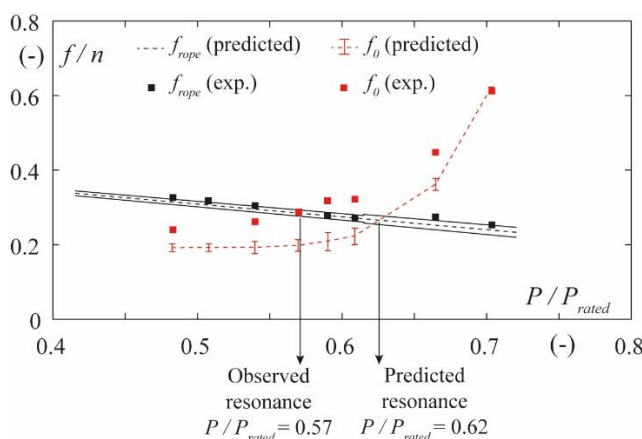 0.8
f / n
(-)
0.6
0.4
0.2
0
f_rope (predicted)
f_0 (predicted)
f_rope (exp.)
f_0 (exp.)
P / P_rated
0.4 0.5 0.6 0.7 (-) 0.8
Observed
resonance
P / P_rated = 0.57
Predicted
resonance
P / P_rated = 0.62